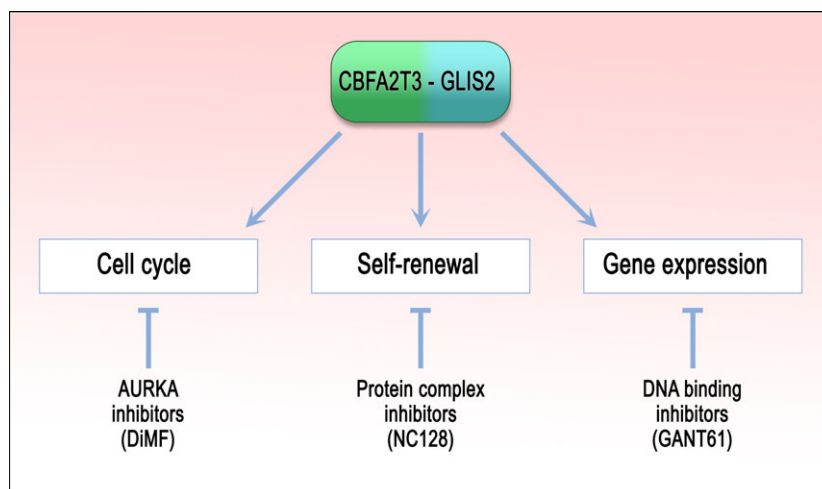 CBFA2T3 - GLIS2
Cell cycle
Self-renewal
Gene expression
AURKA
inhibitors
(DiMF)
Protein complex
inhibitors
(NC128)
DNA binding
inhibitors
(GANT61)